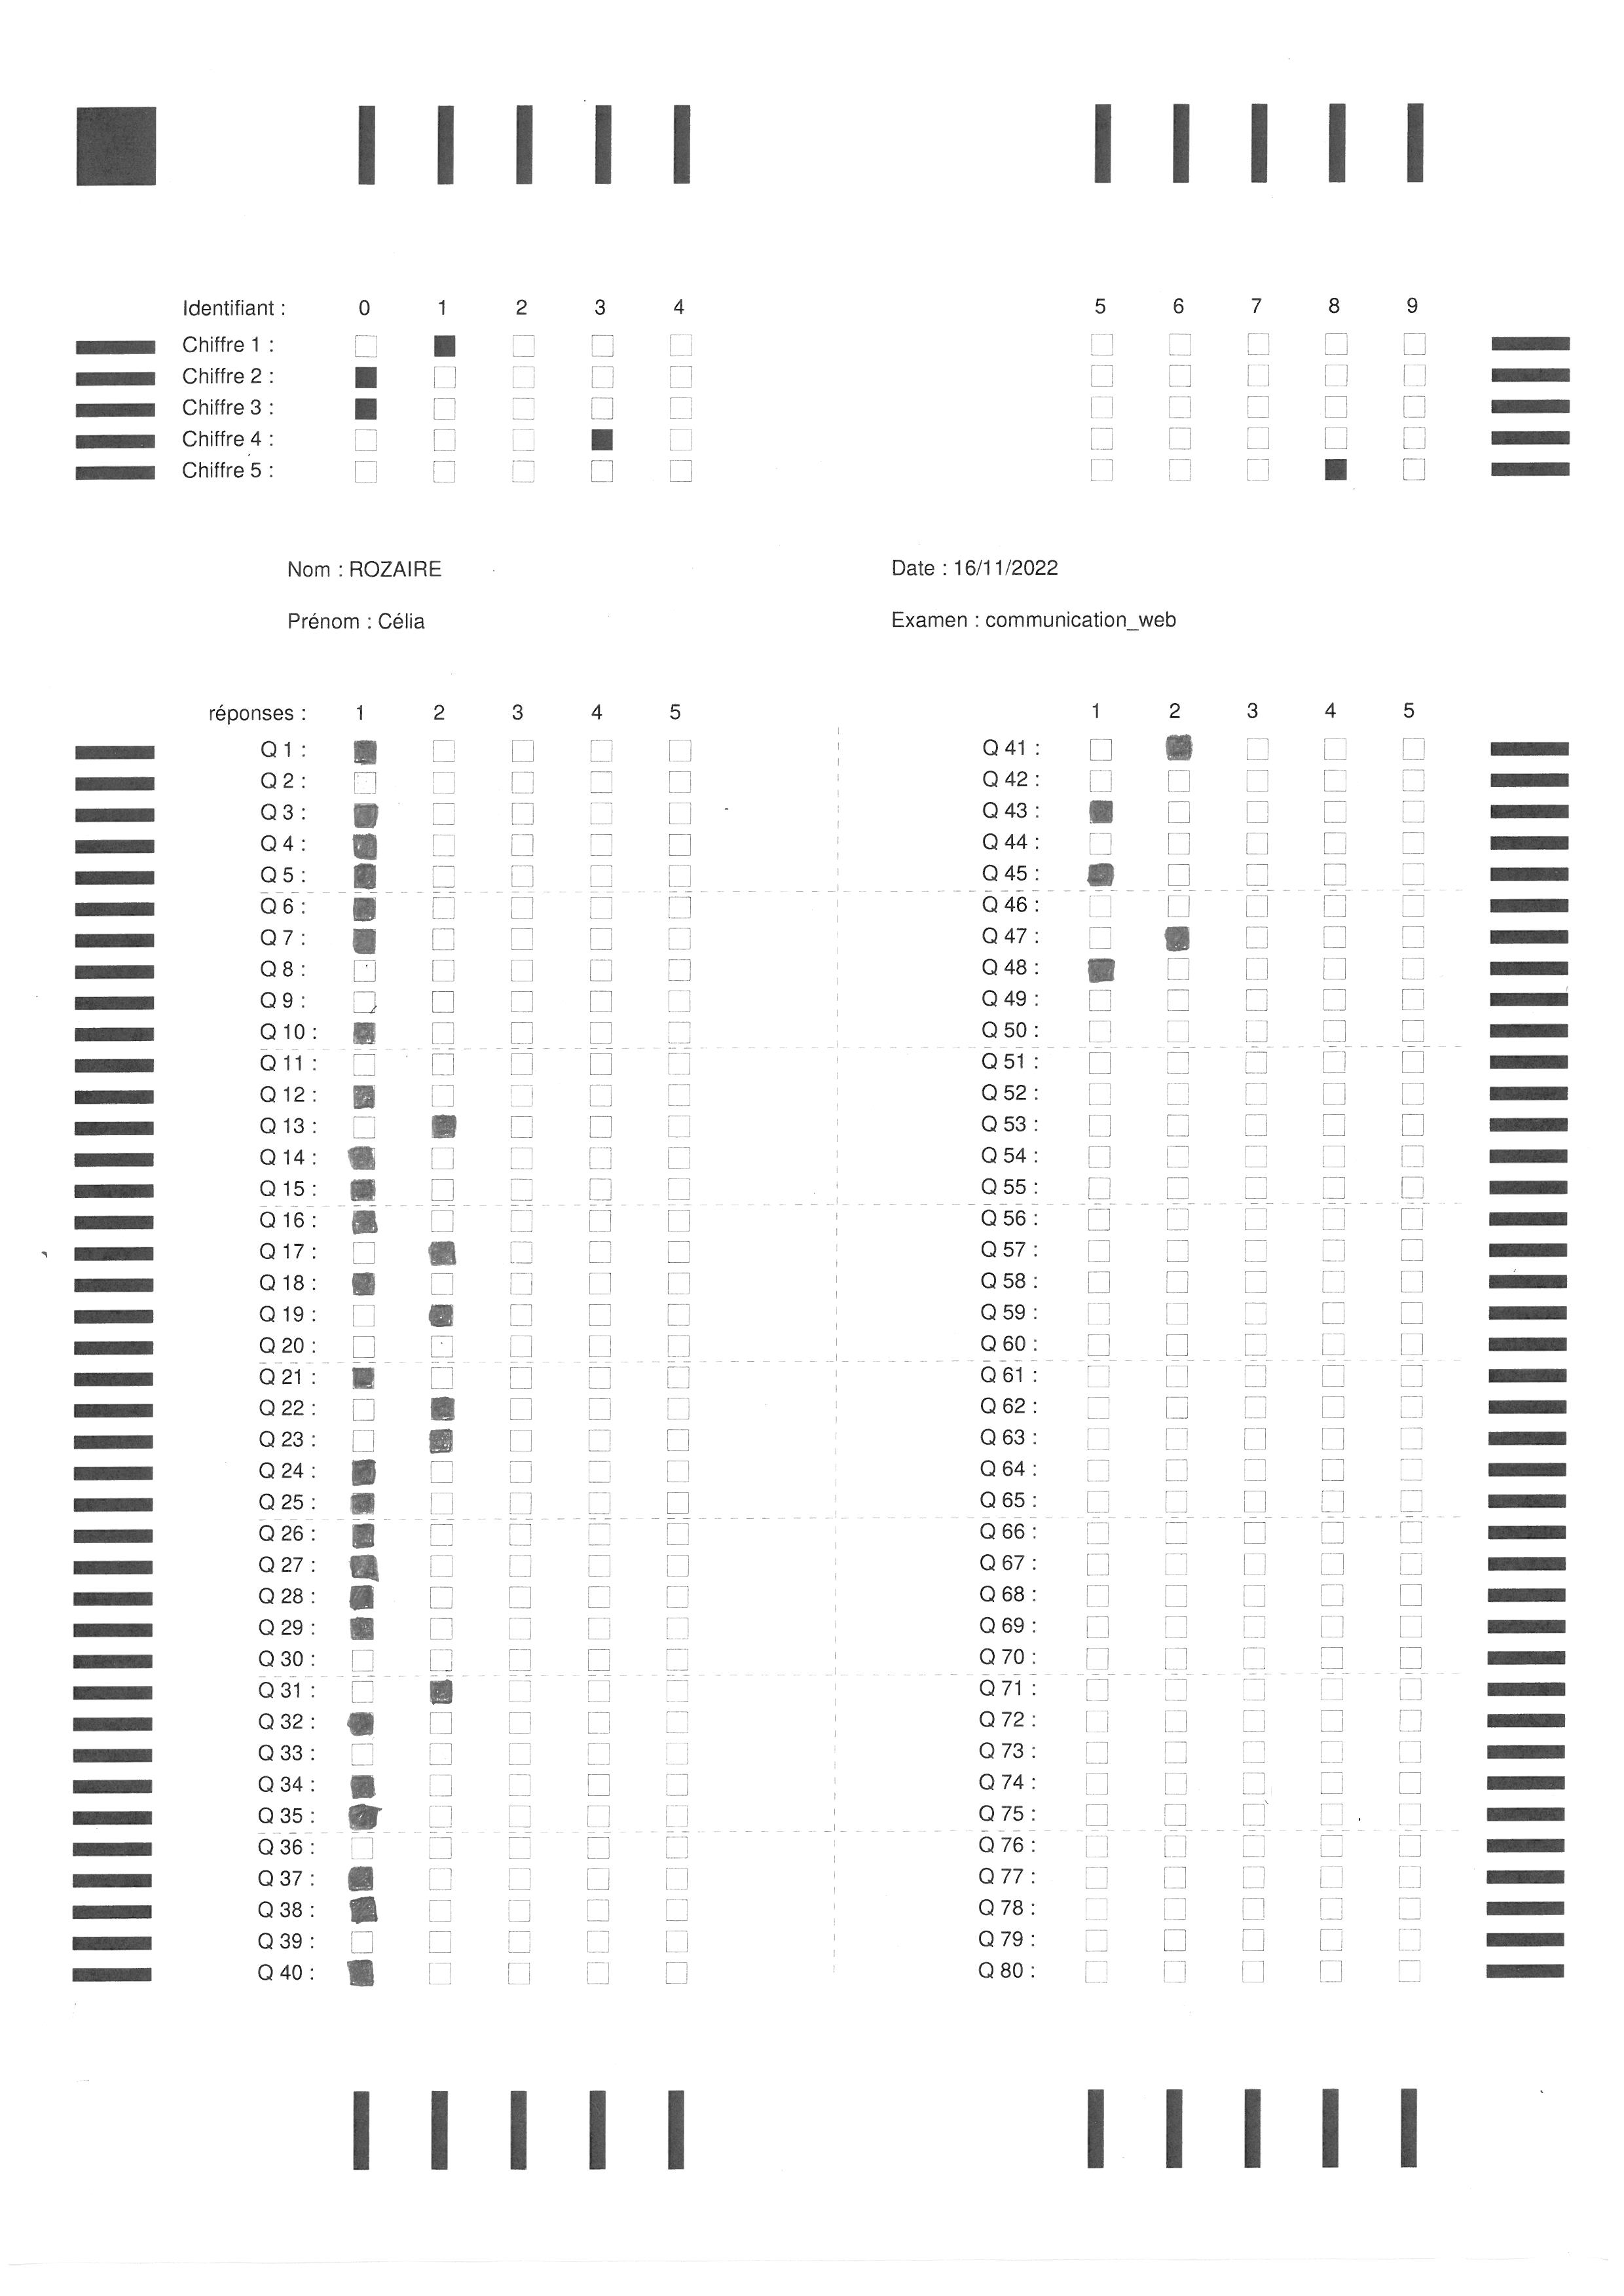 Identifiant : 0 1 2 3 4 5 6 7 8 9
Chiffre 1 :
Chiffre 2 :
Chiffre 3 :
Chiffre 4 :
Chiffre 5 :
Nom : ROZAIRE Date : 16/11/2022
Prénom : Célia Examen : communication_web
réponses : 1 2 3 4 5 1 2 3 4 5
Q 1 : Q 41 :
Q 2 : Q 42 :
Q 3 : Q 43 :
Q 4 : Q 44 :
Q 5 : Q 45 :
Q 6 : Q 46 :
Q 7 : Q 47 :
Q 8 : Q 48 :
Q 9 : Q 49 :
Q 10 : Q 50 :
Q 11 : Q 51 :
Q 12 : Q 52 :
Q 13 : Q 53 :
Q 14 : Q 54 :
Q 15 : Q 55 :
Q 16 : Q 56 :
Q 17 : Q 57 :
Q 18 : Q 58 :
Q 19 : Q 59 :
Q 20 : Q 60 :
Q 21 : Q 61 :
Q 22 : Q 62 :
Q 23 : Q 63 :
Q 24 : Q 64 :
Q 25 : Q 65 :
Q 26 : Q 66 :
Q 27 : Q 67 :
Q 28 : Q 68 :
Q 29 : Q 69 :
Q 30 : Q 70 :
Q 31 : Q 71 :
Q 32 : Q 72 :
Q 33 : Q 73 :
Q 34 : Q 74 :
Q 35 : Q 75 :
Q 36 : Q 76 :
Q 37 : Q 77 :
Q 38 : Q 78 :
Q 39 : Q 79 :
Q 40 : Q 80 :